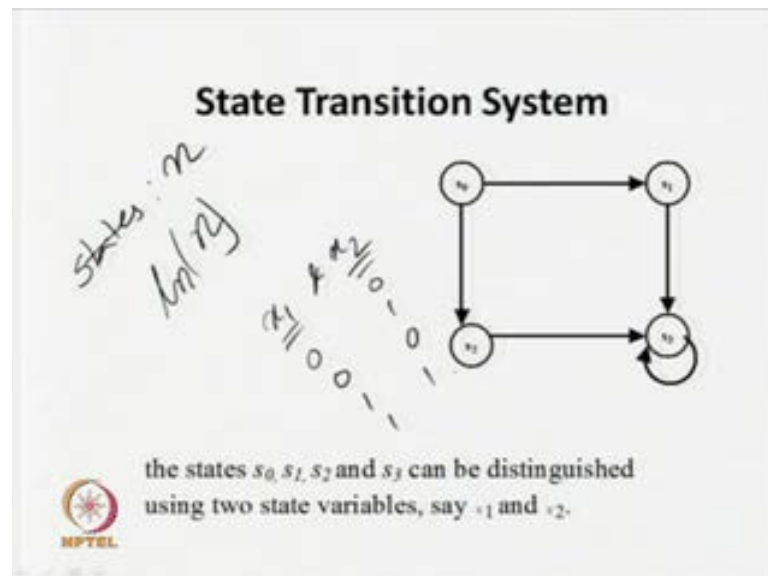 State Transition System
States: n
ln(n)
s₀
s₁
x₁ & x₂
0 0
0 1
1 0
1 1
s₂
s₃
the states s₀, s₁, s₂ and s₃ can be distinguished
using two state variables, say x1 and x2.
NPTEL